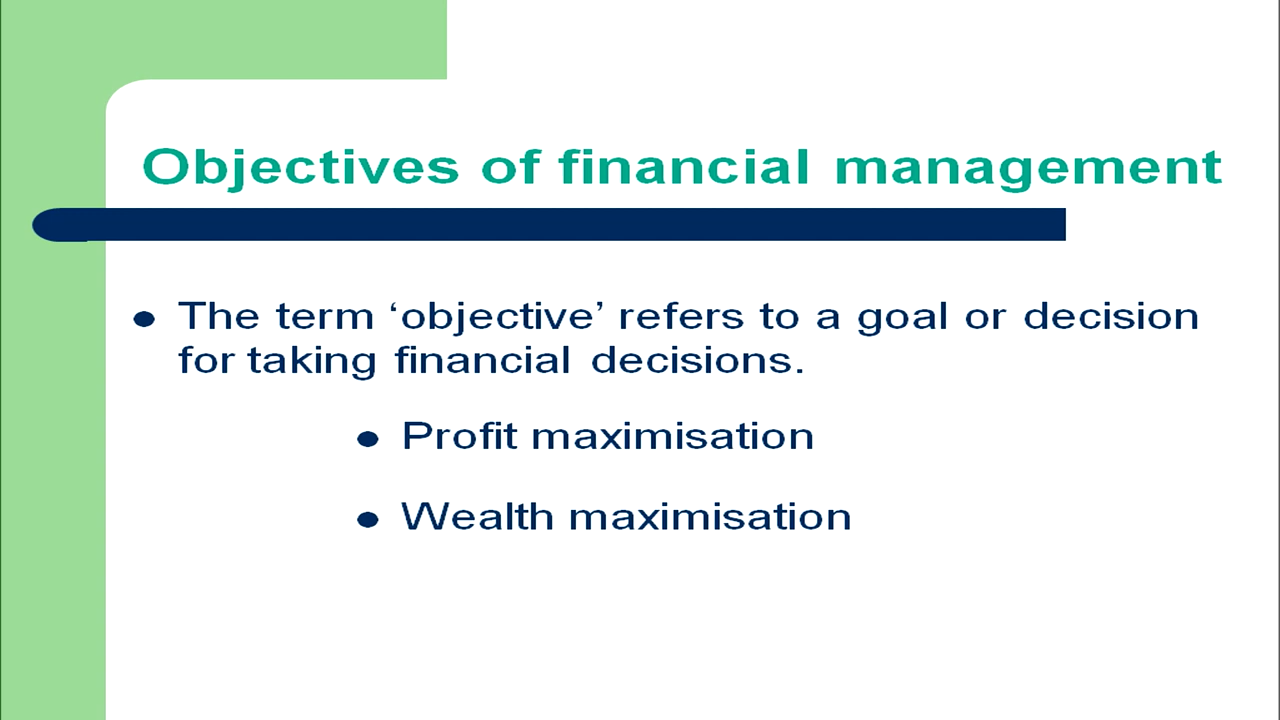 Objectives of financial management
● The term ‘objective’ refers to a goal or decision
for taking financial decisions.
● Profit maximisation
● Wealth maximisation